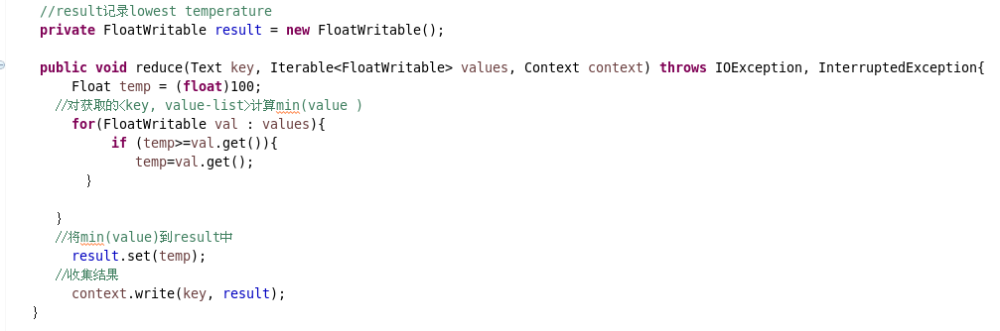 //result记录lowest temperature
private FloatWritable result = new FloatWritable();
public void reduce(Text key, Iterable<FloatWritable> values, Context context) throws IOException, InterruptedException{
Float temp = (float)100;
//对获取的<key, value-list>计算min(value )
for(FloatWritable val : values){
if (temp>=val.get()){
temp=val.get();
}
}
//将min(value)到result中
result.set(temp);
//收集结果
context.write(key, result);
}